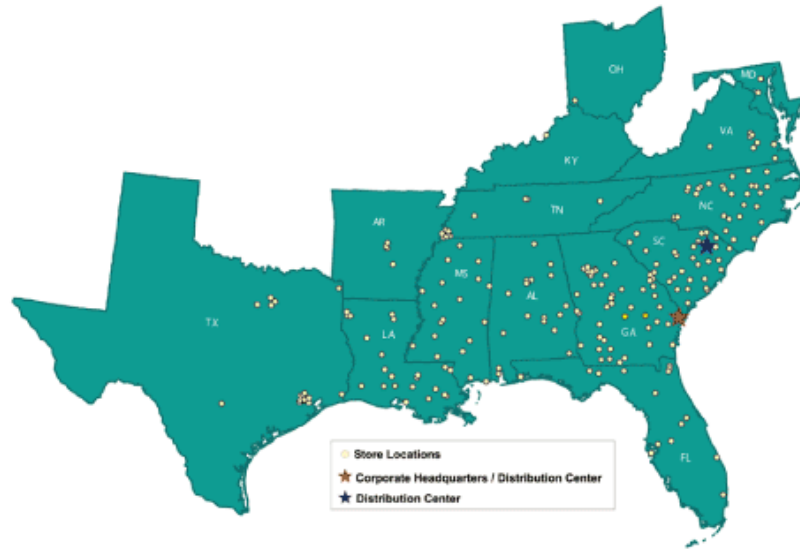 OH
MD
VA
KY
NC
TN
AR
SC
MS
AL
TX
LA
GA
FL
Store Locations
Corporate Headquarters / Distribution Center
Distribution Center